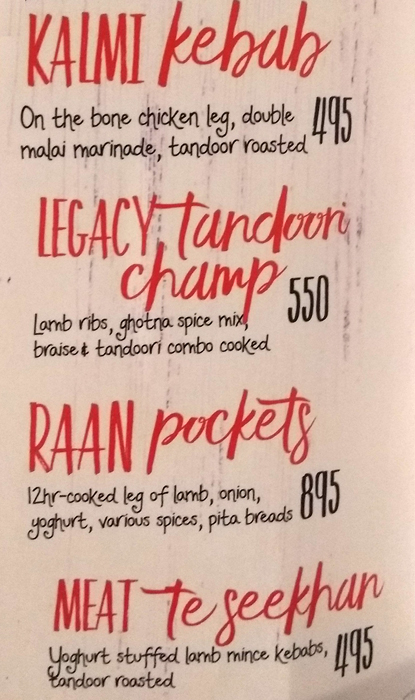 KALMI kebab
On the bone chicken leg, double
malai marinade, tandoor roasted
495
LEGACY tandoori
champ
550
Lamb ribs, ghotna spice mix,
braise & tandoori combo cooked
RAAN pockets
12hr-cooked leg of lamb, onion,
yoghurt, various spices, pita breads
895
MEAT te seekhan
Yoghurt stuffed lamb mince kebabs,
tandoor roasted
495